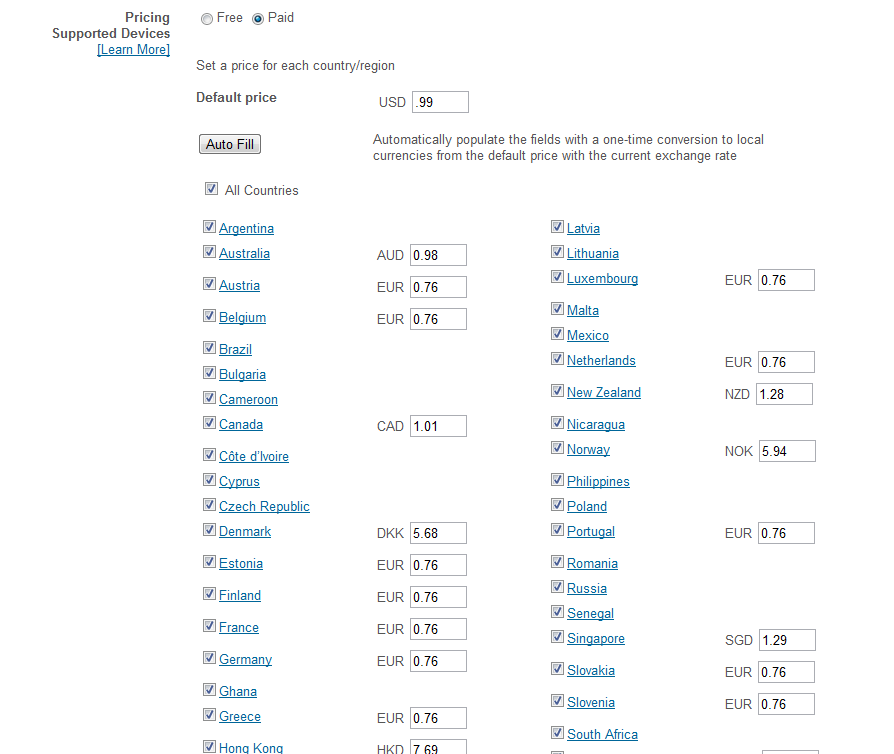 Pricing
Free Paid
Supported Devices
[Learn More]
Set a price for each country/region
Default price USD .99
Auto Fill
Automatically populate the fields with a one-time conversion to local
currencies from the default price with the current exchange rate
All Countries
Argentina
Australia AUD 0.98
Austria EUR 0.76
Belgium EUR 0.76
Brazil
Bulgaria
Cameroon
Canada CAD 1.01
Côte d'Ivoire
Cyprus
Czech Republic
Denmark DKK 5.68
Estonia EUR 0.76
Finland EUR 0.76
France EUR 0.76
Germany EUR 0.76
Ghana
Greece EUR 0.76
Hong Kong HKD 7.69
Latvia
Lithuania
Luxembourg EUR 0.76
Malta
Mexico
Netherlands EUR 0.76
New Zealand NZD 1.28
Nicaragua
Norway NOK 5.94
Philippines
Poland
Portugal EUR 0.76
Romania
Russia
Senegal
Singapore SGD 1.29
Slovakia EUR 0.76
Slovenia EUR 0.76
South Africa